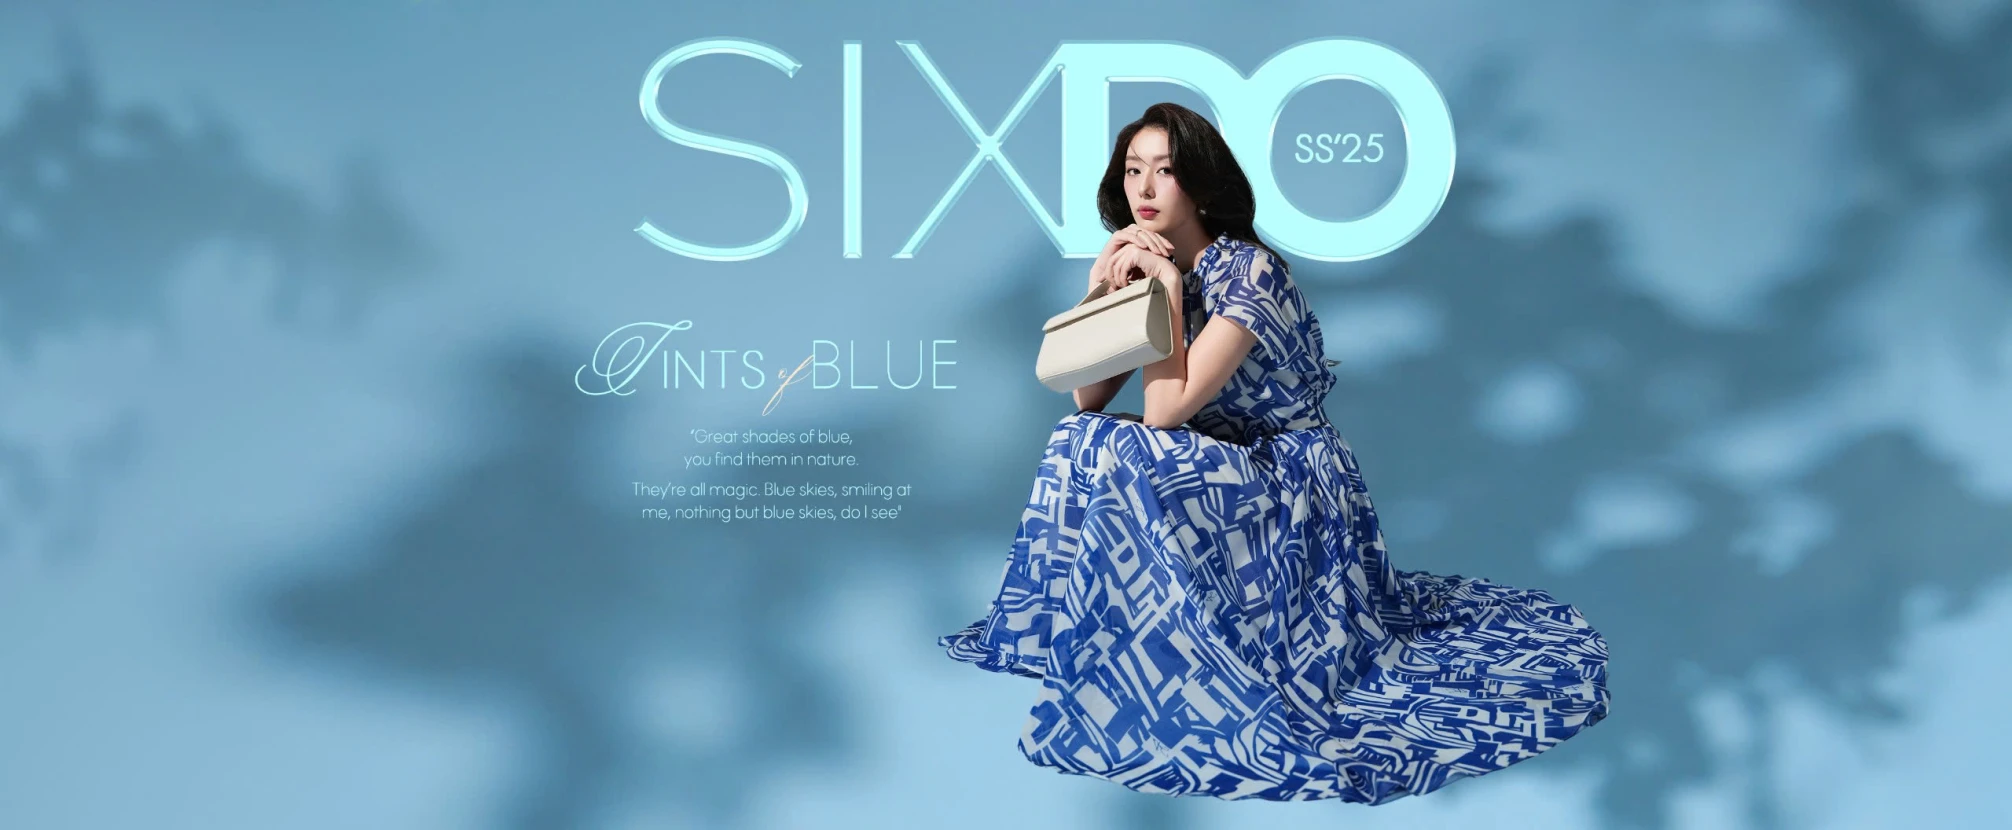 SIXDO
SS'25
TINTS of BLUE
"Great shades of blue,
you find them in nature.
They're all magic. Blue skies, smiling at
me, nothing but blue skies, do I see"